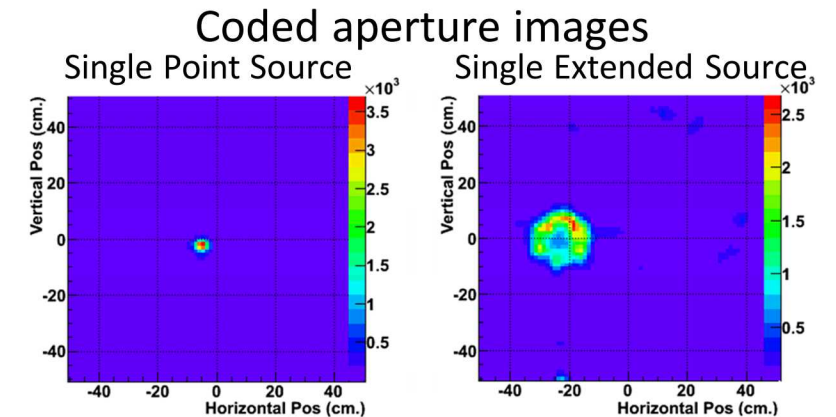 Coded aperture images
Single Point Source
Single Extended Source
×10³
Vertical Pos (cm.)
40
20
0
-20
-40
-40 -20 0 20 40
Horizontal Pos (cm.)
3.5
3
2.5
2
1.5
1
0.5
×10³
Vertical Pos (cm.)
40
20
0
-20
-40
-40 -20 0 20 40
Horizontal Pos (cm.)
2.5
2
1.5
1
0.5